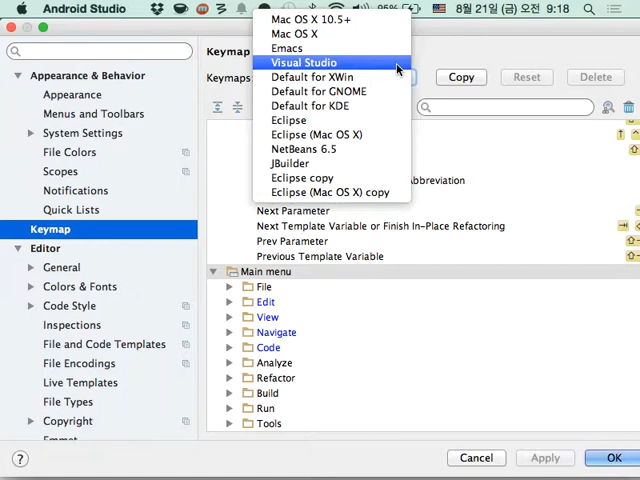 Android Studio
95%
8월 21일 (금) 오전 9:18
Keymap
Keymaps:
Mac OS X 10.5+
Mac OS X
Emacs
Visual Studio
Default for XWin
Default for GNOME
Default for KDE
Eclipse
Eclipse (Mac OS X)
NetBeans 6.5
JBuilder
Eclipse copy
Eclipse (Mac OS X) copy
Copy
Reset
Delete
Appearance & Behavior
Appearance
Menus and Toolbars
System Settings
File Colors
Scopes
Notifications
Quick Lists
Keymap
Editor
General
Colors & Fonts
Code Style
Inspections
File and Code Templates
File Encodings
Live Templates
File Types
Copyright
Emmet
Abbreviation
Next Parameter
Next Template Variable or Finish In-Place Refactoring
Prev Parameter
Previous Template Variable
Main menu
File
Edit
View
Navigate
Code
Analyze
Refactor
Build
Run
Tools
?
Cancel
Apply
OK